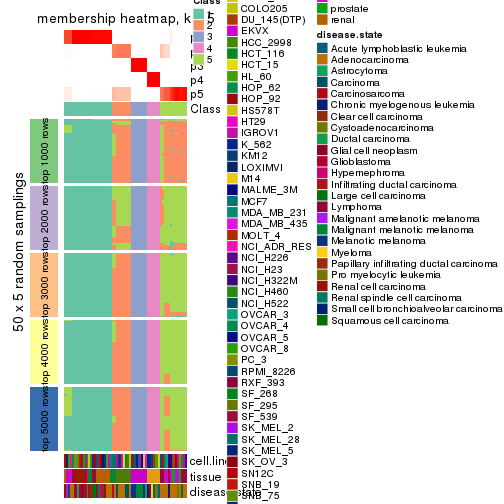 membership heatmap, k = 5
p4
p5
Class
50 x 5 random samplings
top 1000 rows
top 2000 rows
top 3000 rows
top 4000 rows
top 5000 rows
cell.line
tissue
disease.state
Class
1
2
3
4
5
COLO205
DU_145(DTP)
EKVX
HCC_2998
HCT_116
HCT_15
HL_60
HOP_62
HOP_92
HS578T
HT29
IGROV1
K_562
KM12
LOXIMVI
M14
MALME_3M
MCF7
MDA_MB_231
MDA_MB_435
MOLT_4
NCI_ADR_RES
NCI_H226
NCI_H23
NCI_H322M
NCI_H460
NCI_H522
OVCAR_3
OVCAR_4
OVCAR_5
OVCAR_8
PC_3
RPMI_8226
RXF_393
SF_268
SF_295
SF_539
SK_MEL_2
SK_MEL_28
SK_MEL_5
SK_OV_3
SN12C
SNB_19
SNB_75
prostate
renal
disease.state
Acute lymphoblastic leukemia
Adenocarcinoma
Astrocytoma
Carcinoma
Carcinosarcoma
Chronic myelogenous leukemia
Clear cell carcinoma
Cystoadenocarcinoma
Ductal carcinoma
Glial cell neoplasm
Glioblastoma
Hypernephroma
Infiltrating ductal carcinoma
Large cell carcinoma
Lymphoma
Malignant amelanotic melanoma
Malignant melanotic melanoma
Melanotic melanoma
Myeloma
Papillary infiltrating ductal carcinoma
Pro myelocytic leukemia
Renal cell carcinoma
Renal spindle cell carcinoma
Small cell bronchioalveolar carcinoma
Squamous cell carcinoma